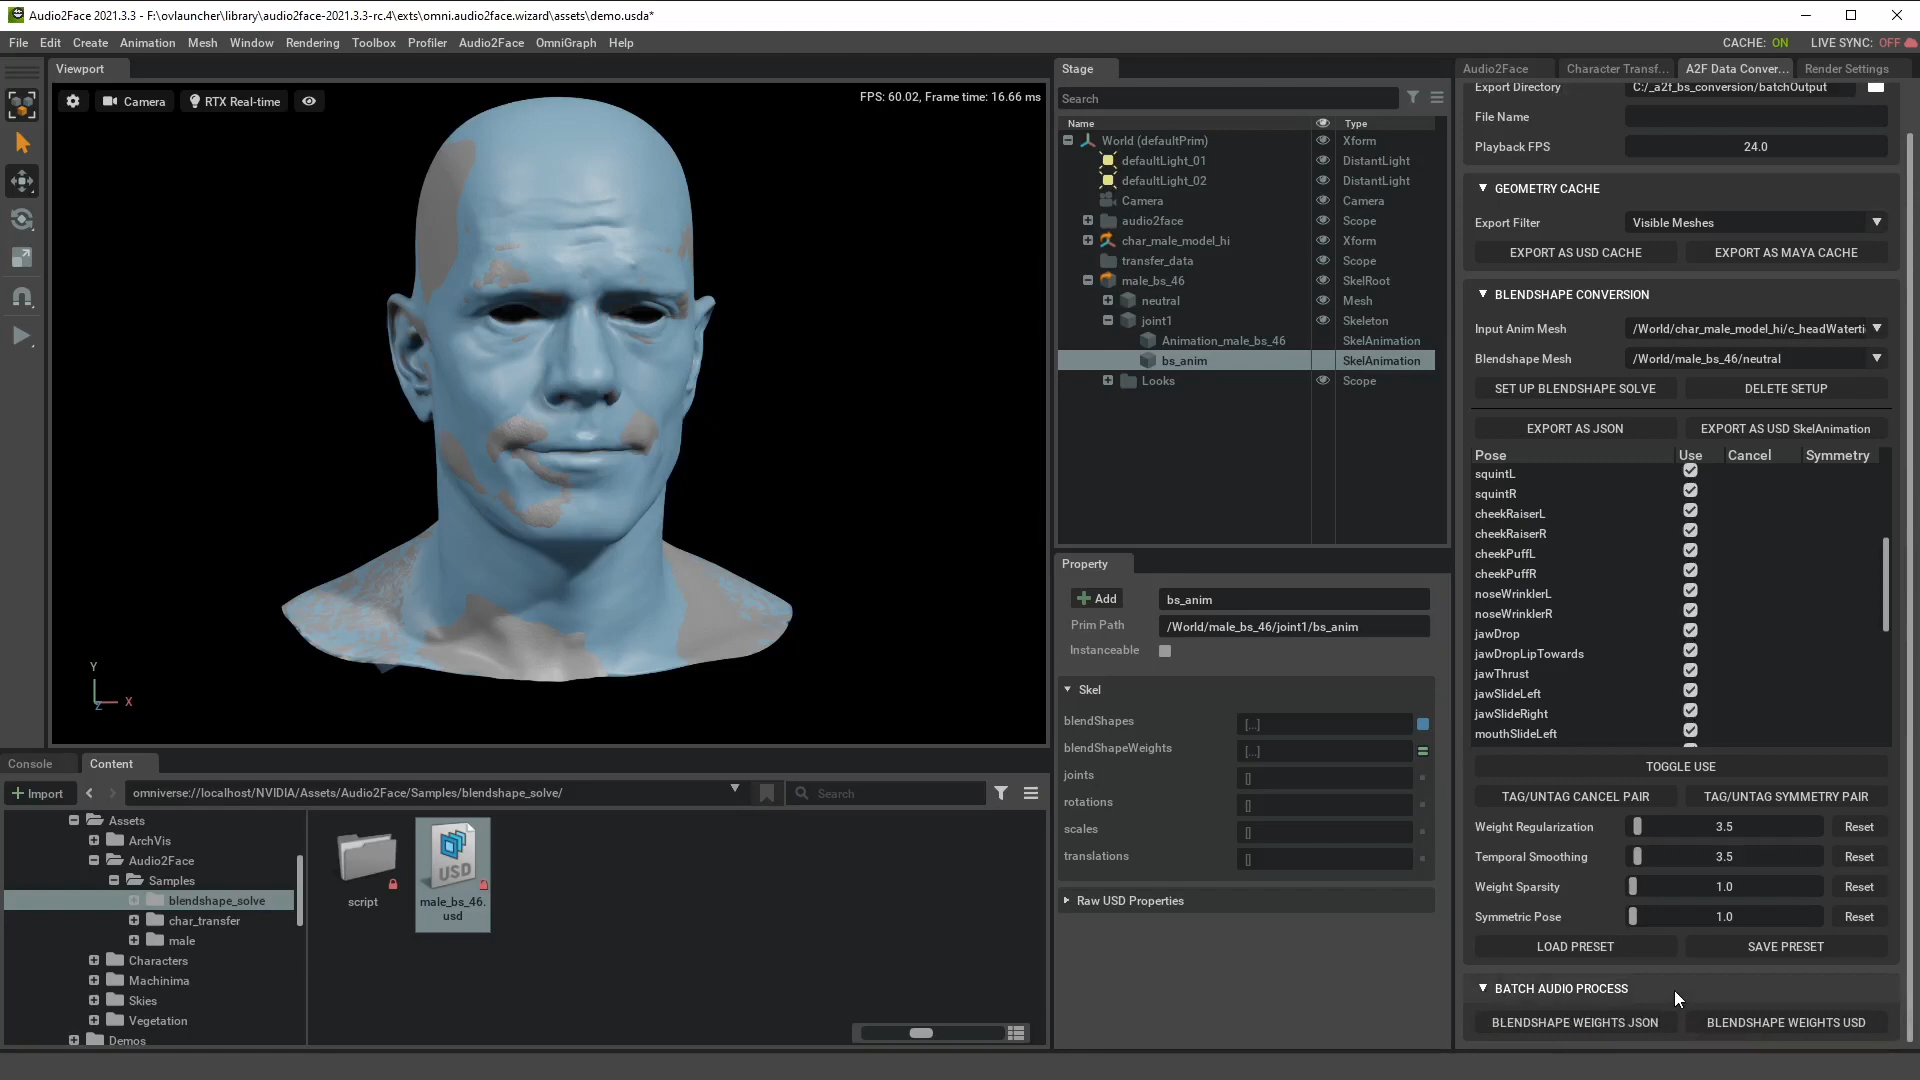 Audio2Face 2021.3.3 - F:\ovlauncher\library\audio2face-2021.3.3-rc.4\exts\omni.audio2face.wizard\assets\demo.usda*
File Edit Create Animation Mesh Window Rendering Toolbox Profiler Audio2Face OmniGraph Help
CACHE: ON LIVE SYNC: OFF
Viewport
Camera RTX Real-time
FPS: 60.02, Frame time: 16.66 ms
Y
X
Z
Stage
Search
Name Type
World (defaultPrim) Xform
defaultLight_01 DistantLight
defaultLight_02 DistantLight
Camera Camera
audio2face Scope
char_male_model_hi Xform
transfer_data Scope
male_bs_46 SkelRoot
neutral Mesh
joint1 Skeleton
Animation_male_bs_46 SkelAnimation
bs_anim SkelAnimation
Looks Scope
Property
Add bs_anim
Prim Path /World/male_bs_46/joint1/bs_anim
Instanceable
Skel
blendShapes [...]
blendShapeWeights [...]
joints []
rotations []
scales []
translations []
Raw USD Properties
Audio2Face Character Transf... A2F Data Conver... Render Settings
Export Directory C:/_a2f_bs_conversion/batchOutput
File Name
Playback FPS 24.0
GEOMETRY CACHE
Export Filter Visible Meshes
EXPORT AS USD CACHE EXPORT AS MAYA CACHE
BLENDSHAPE CONVERSION
Input Anim Mesh /World/char_male_model_hi/c_headWaterti
Blendshape Mesh /World/male_bs_46/neutral
SET UP BLENDSHAPE SOLVE DELETE SETUP
EXPORT AS JSON EXPORT AS USD SkelAnimation
Pose Use Cancel Symmetry
squintL
squintR
cheekRaiserL
cheekRaiserR
cheekPuffL
cheekPuffR
noseWrinklerL
noseWrinklerR
jawDrop
jawDropLipTowards
jawThrust
jawSlideLeft
jawSlideRight
mouthSlideLeft
TOGGLE USE
TAG/UNTAG CANCEL PAIR TAG/UNTAG SYMMETRY PAIR
Weight Regularization 3.5 Reset
Temporal Smoothing 3.5 Reset
Weight Sparsity 1.0 Reset
Symmetric Pose 1.0 Reset
LOAD PRESET SAVE PRESET
BATCH AUDIO PROCESS
BLENDSHAPE WEIGHTS JSON BLENDSHAPE WEIGHTS USD
Console Content
Import omniverse://localhost/NVIDIA/Assets/Audio2Face/Samples/blendshape_solve/ Search
Assets
ArchVis
Audio2Face
Samples
blendshape_solve
char_transfer
male
Characters
Machinima
Skies
Vegetation
Demos
script
USD
male_bs_46.
usd